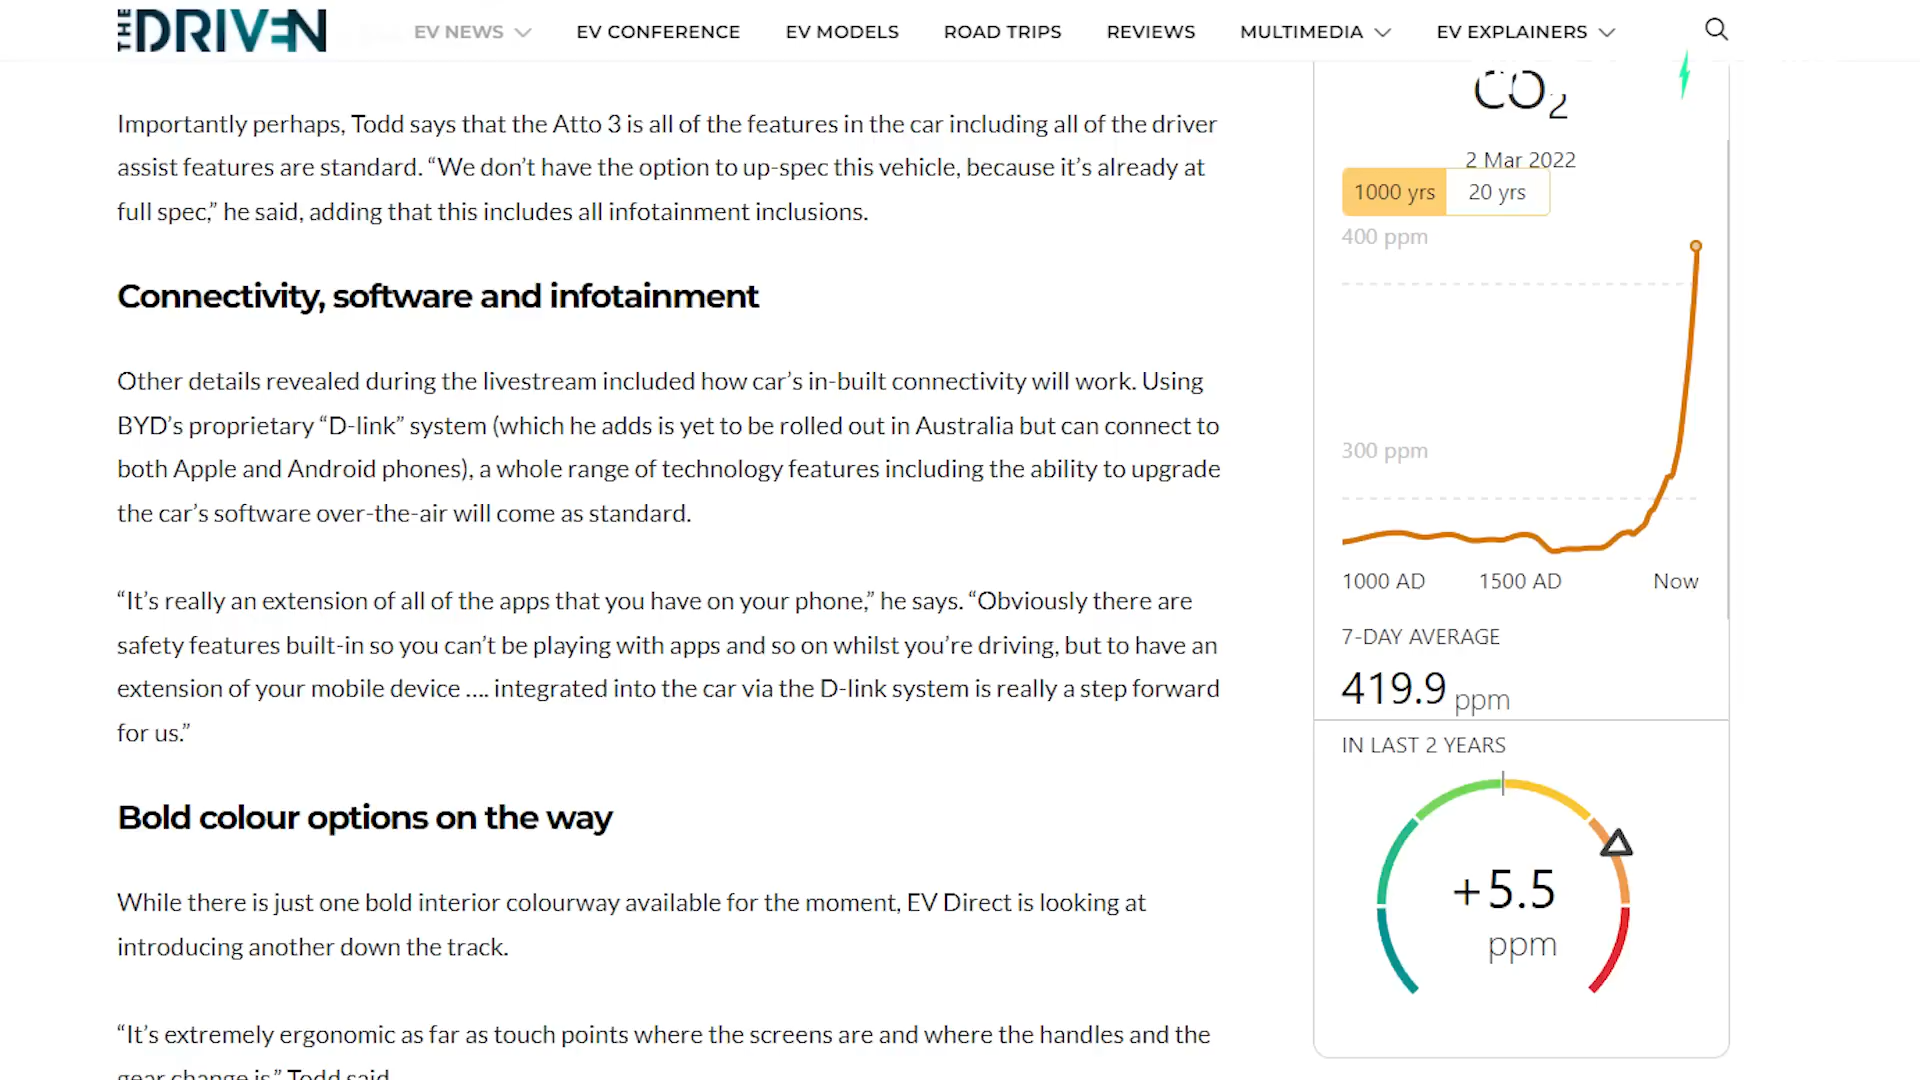 THE DRIVEN
EV NEWS
EV CONFERENCE
EV MODELS
ROAD TRIPS
REVIEWS
MULTIMEDIA
EV EXPLAINERS
Importantly perhaps, Todd says that the Atto 3 is all of the features in the car including all of the driver
assist features are standard. “We don’t have the option to up-spec this vehicle, because it’s already at
full spec,” he said, adding that this includes all infotainment inclusions.
Connectivity, software and infotainment
Other details revealed during the livestream included how car’s in-built connectivity will work. Using
BYD’s proprietary “D-link” system (which he adds is yet to be rolled out in Australia but can connect to
both Apple and Android phones), a whole range of technology features including the ability to upgrade
the car’s software over-the-air will come as standard.
“It’s really an extension of all of the apps that you have on your phone,” he says. “Obviously there are
safety features built-in so you can’t be playing with apps and so on whilst you’re driving, but to have an
extension of your mobile device .... integrated into the car via the D-link system is really a step forward
for us.”
Bold colour options on the way
While there is just one bold interior colourway available for the moment, EV Direct is looking at
introducing another down the track.
“It’s extremely ergonomic as far as touch points where the screens are and where the handles and the
gear change is,” Todd said.
CO2
2 Mar 2022
1000 yrs
20 yrs
400 ppm
300 ppm
1000 AD
1500 AD
Now
7-DAY AVERAGE
419.9 ppm
IN LAST 2 YEARS
+5.5
ppm